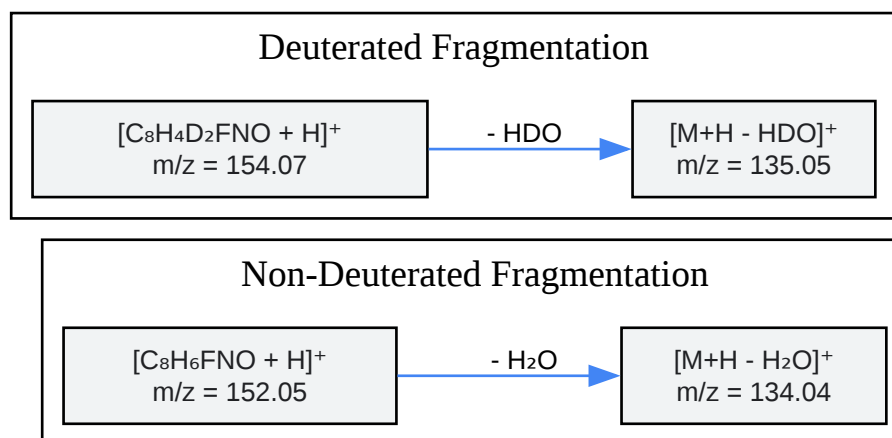 Deuterated Fragmentation
[C₈H₄D₂FNO + H]⁺
m/z = 154.07
- HDO
[M+H - HDO]⁺
m/z = 135.05
Non-Deuterated Fragmentation
[C₈H₆FNO + H]⁺
m/z = 152.05
- H₂O
[M+H - H₂O]⁺
m/z = 134.04